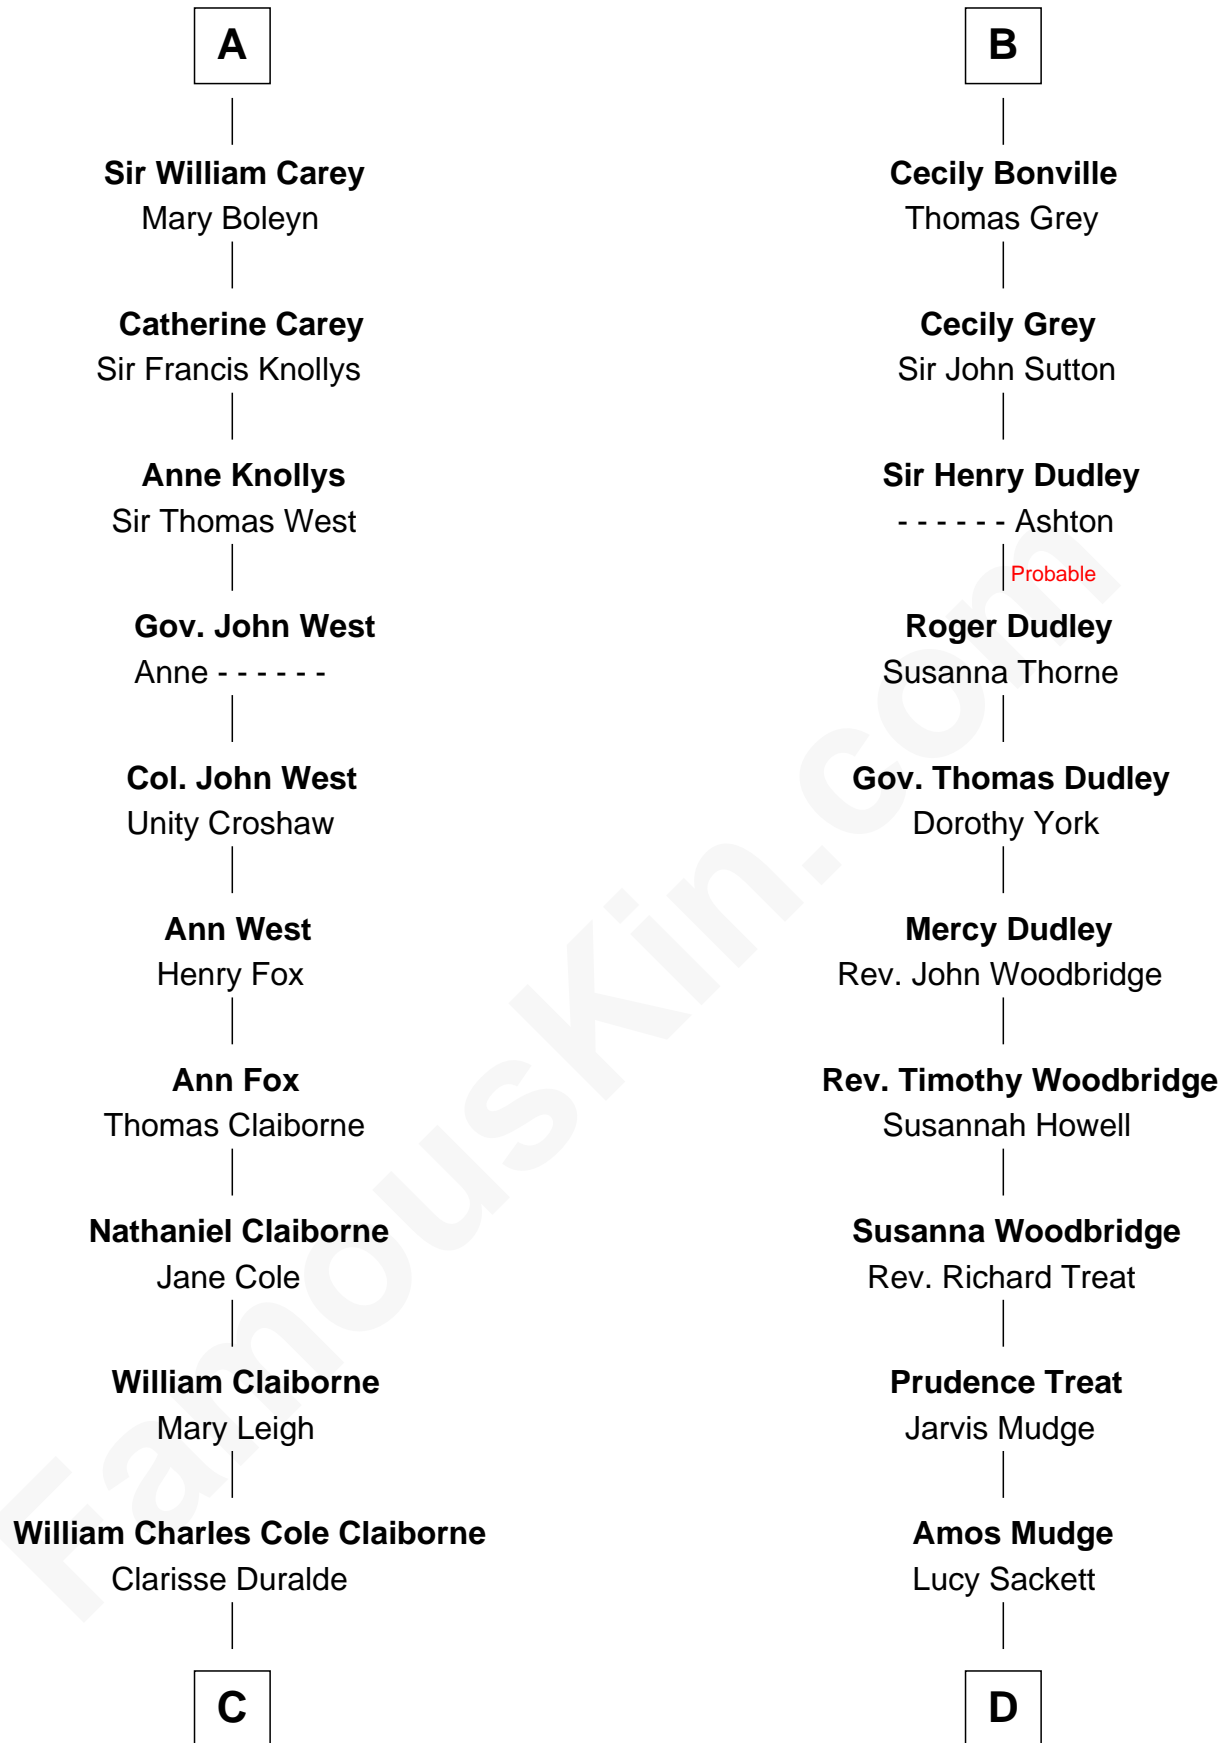 A
Sir William Carey
Mary Boleyn
Catherine Carey
Sir Francis Knollys
Anne Knollys
Sir Thomas West
Gov. John West
Anne - - - - - -
Col. John West
Unity Croshaw
Ann West
Henry Fox
Ann Fox
Thomas Claiborne
Nathaniel Claiborne
Jane Cole
William Claiborne
Mary Leigh
William Charles Cole Claiborne
Clarisse Duralde
C
B
Cecily Bonville
Thomas Grey
Cecily Grey
Sir John Sutton
Sir Henry Dudley
- - - - - - Ashton
Probable
Roger Dudley
Susanna Thorne
Gov. Thomas Dudley
Dorothy York
Mercy Dudley
Rev. John Woodbridge
Rev. Timothy Woodbridge
Susannah Howell
Susanna Woodbridge
Rev. Richard Treat
Prudence Treat
Jarvis Mudge
Amos Mudge
Lucy Sackett
D
FamousKin.com